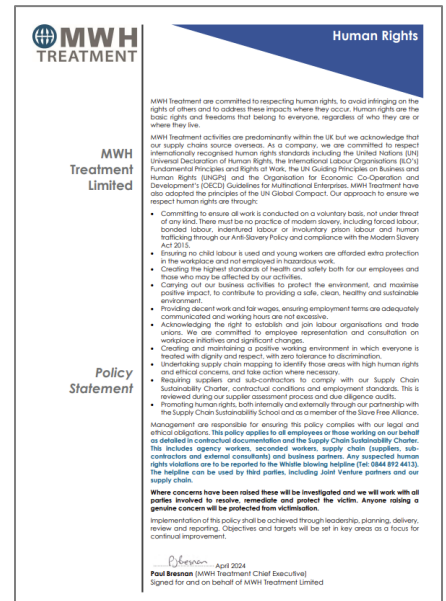 MWH
TREATMENT
Human Rights
MWH
Treatment
Limited
Policy
Statement
MWH Treatment are committed to respecting human rights, to avoid infringing on the
rights of others and to address these impacts where they occur. Human rights are the
basic rights and freedoms that belong to everyone, regardless of who they are or
where they live.
MWH Treatment activities are predominantly within the UK but we acknowledge that
our supply chains source overseas. As a company, we are committed to respect
internationally recognised human rights standards including the United Nations (UN)
Universal Declaration of Human Rights, the International Labour Organisations (ILO's)
Fundamental Principles and Rights at Work, the UN Guiding Principles on Business and
Human Rights (UNGPs) and the Organisation for Economic Co-Operation and
Development's (OECD) Guidelines for Multinational Enterprises. MWH Treatment have
also adopted the principles of the UN Global Compact. Our approach to ensure we
respect human rights are through:
• Committing to ensure all work is conducted on a voluntary basis, not under threat
of any kind. There must be no practice of modern slavery, including forced labour,
bonded labour, indentured labour or involuntary prison labour and human
trafficking through our Anti-Slavery Policy and compliance with the Modern Slavery
Act 2015.
• Ensuring no child labour is used and young workers are afforded extra protection
in the workplace and not employed in hazardous work.
• Creating the highest standards of health and safety both for our employees and
those who may be affected by our activities.
• Carrying out our business activities to protect the environment, and maximise
positive impact, to contribute to providing a safe, clean, healthy and sustainable
environment.
• Providing decent work and fair wages, ensuring employment terms are adequately
communicated and working hours are not excessive.
• Acknowledging the right to establish and join labour organisations and trade
unions. We are committed to employee representation and consultation on
workplace initiatives and significant changes.
• Creating and maintaining a positive working environment in which everyone is
treated with dignity and respect, with zero tolerance to discrimination.
• Undertaking supply chain mapping to identify those areas with high human rights
and ethical concerns, and take action where necessary.
• Requiring suppliers and sub-contractors to comply with our Supply Chain
Sustainability Charter, contractual conditions and employment standards. This is
reviewed during our supplier assessment process and due diligence audits.
• Promoting human rights, both internally and externally through our partnership with
the Supply Chain Sustainability School and as a member of the Slave Free Alliance.
Management are responsible for ensuring this policy complies with our legal and
ethical obligations. This policy applies to all employees or those working on our behalf
as detailed in contractual documentation and the Supply Chain Sustainability Charter.
This includes agency workers, seconded workers, supply chain (suppliers, sub-
contractors and external consultants) and business partners. Any suspected human
rights violations are to be reported to the Whistle blowing helpline (Tel: 0844 892 4413).
The helpline can be used by third parties, including Joint Venture partners and our
supply chain.
Where concerns have been raised these will be investigated and we will work with all
parties involved to resolve, remediate and protect the victim. Anyone raising a
genuine concern will be protected from victimisation.
Implementation of this policy shall be achieved through leadership, planning, delivery,
review and reporting. Objectives and targets will be set in key areas as a focus for
continual improvement.
PBresnan April 2024
Paul Bresnan (MWH Treatment Chief Executive)
Signed for and on behalf of MWH Treatment Limited